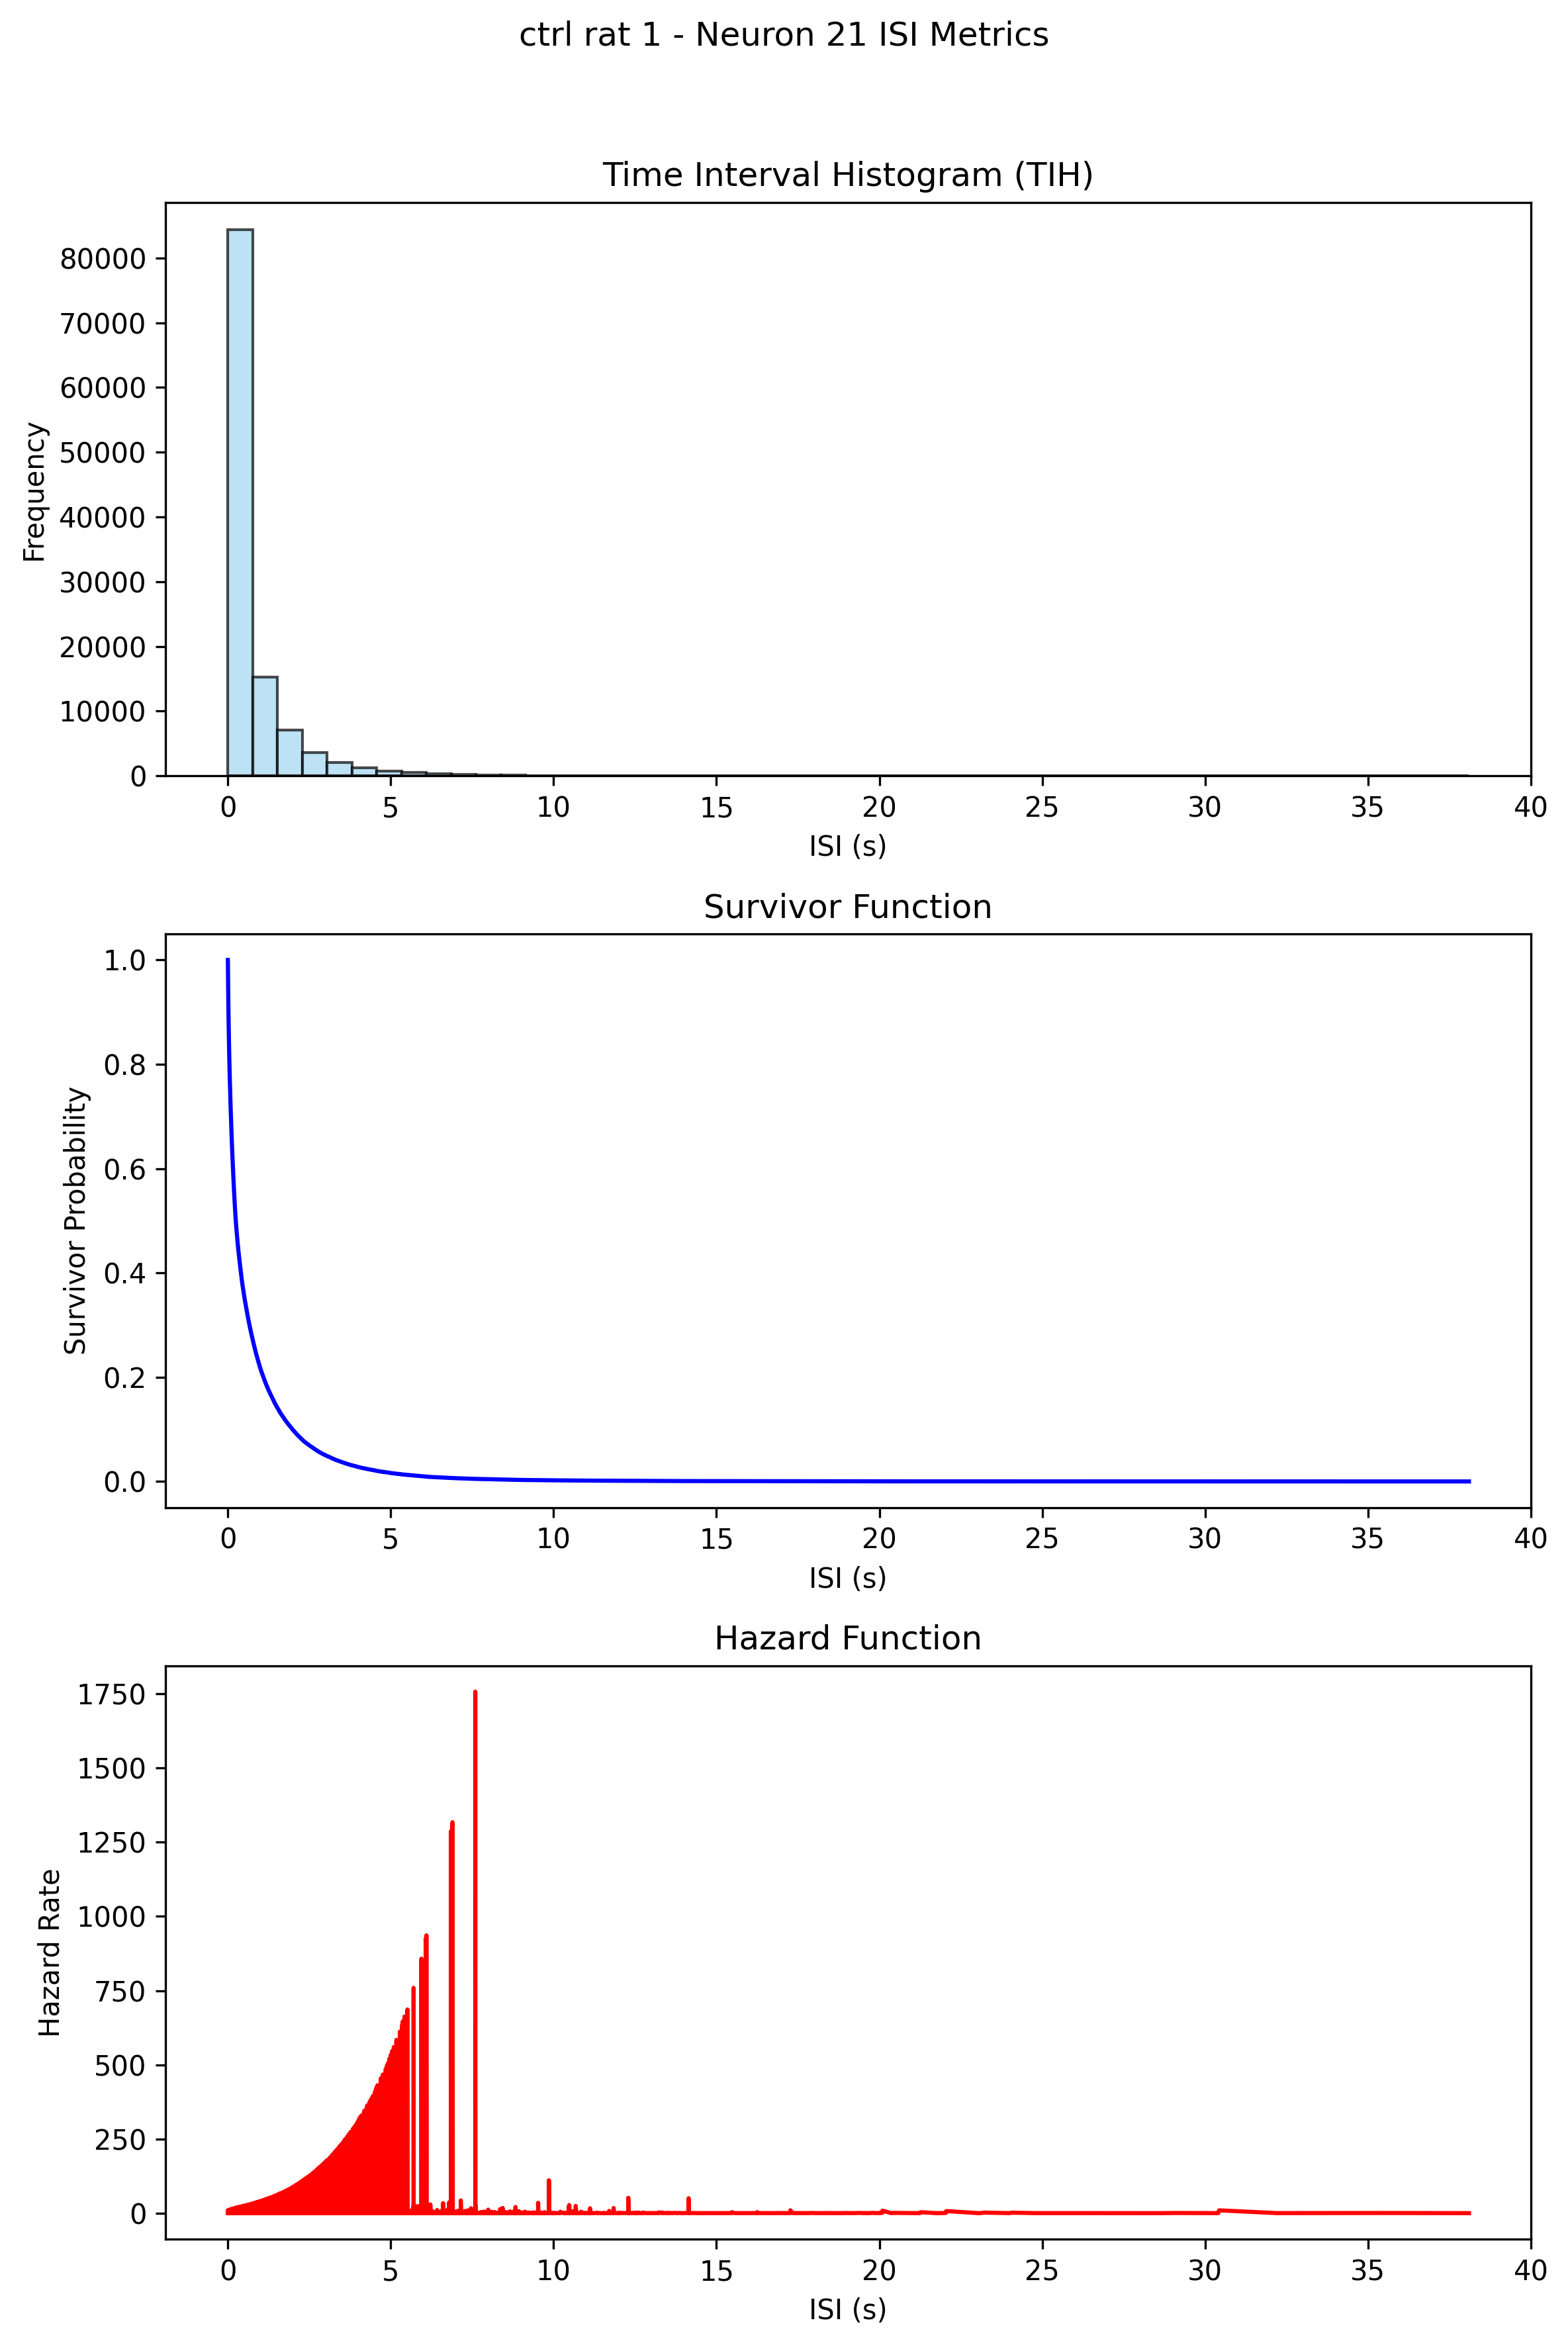 ctrl rat 1 - Neuron 21 ISI Metrics
Time Interval Histogram (TIH)
80000
70000
60000
50000
40000
30000
20000
10000
0
Frequency
0 5 10 15 20 25 30 35 40
ISI (s)
Survivor Function
1.0
0.8
0.6
0.4
0.2
0.0
Survivor Probability
0 5 10 15 20 25 30 35 40
ISI (s)
Hazard Function
1750
1500
1250
1000
750
500
250
0
Hazard Rate
0 5 10 15 20 25 30 35 40
ISI (s)